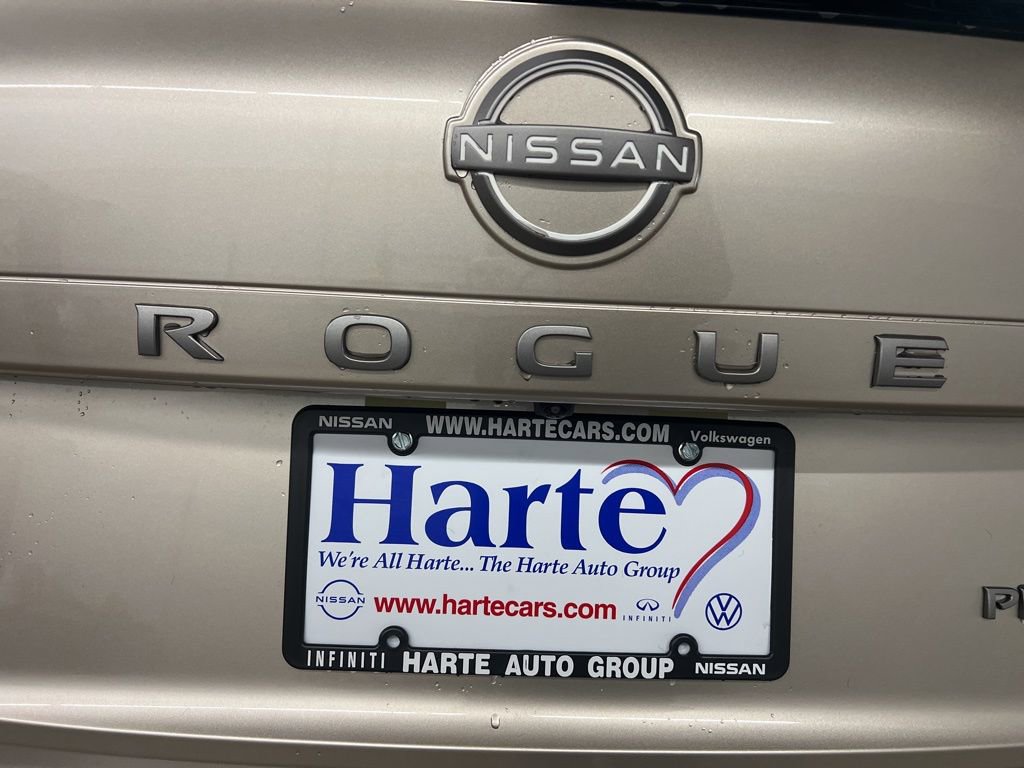 NISSAN
ROGUE
NISSAN WWW.HARTECARS.COM Volkswagen
Harte
We're All Harte... The Harte Auto Group
NISSAN www.hartecars.com INFINITI
INFINITI HARTE AUTO GROUP NISSAN